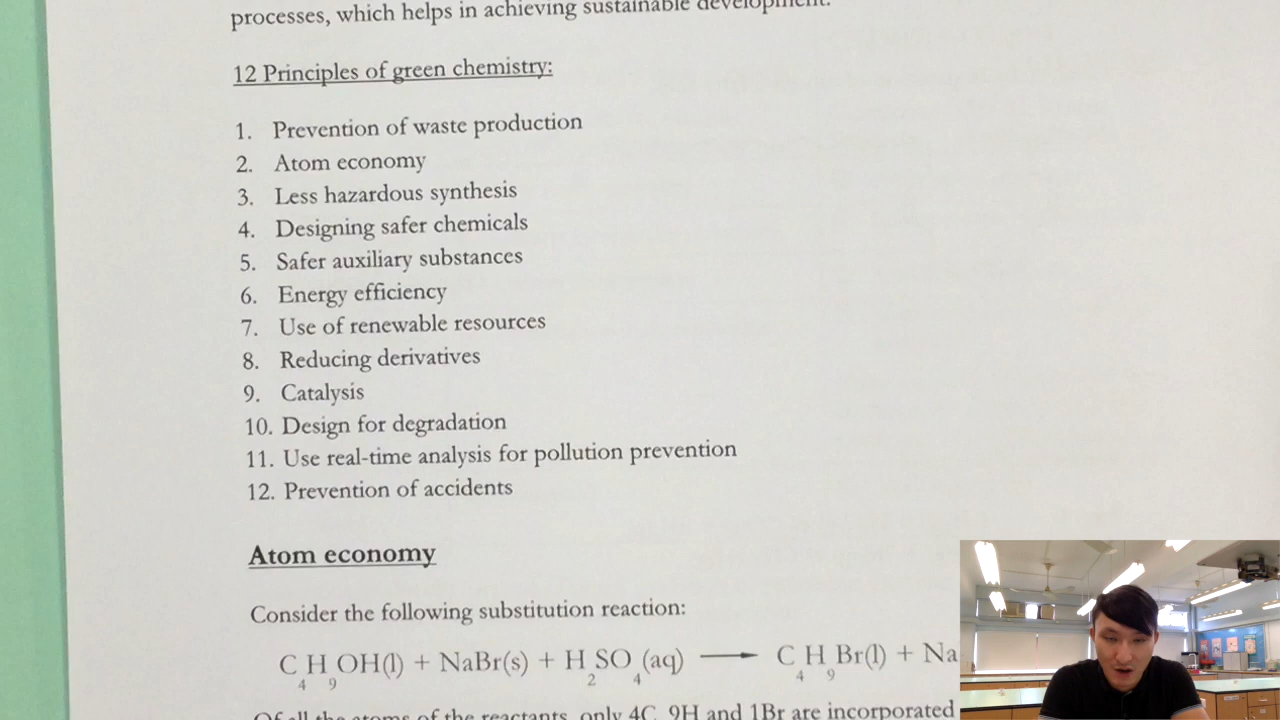 processes, which helps in achieving sustainable development.
12 Principles of green chemistry:
1. Prevention of waste production
2. Atom economy
3. Less hazardous synthesis
4. Designing safer chemicals
5. Safer auxiliary substances
6. Energy efficiency
7. Use of renewable resources
8. Reducing derivatives
9. Catalysis
10. Design for degradation
11. Use real-time analysis for pollution prevention
12. Prevention of accidents
Atom economy
Consider the following substitution reaction:
C₄H₉OH(l) + NaBr(s) + H₂SO₄(aq) ⟶ C₄H₉Br(l) + Na
Of all the atoms of the reactants, only 4C, 9H and 1Br are incorporated